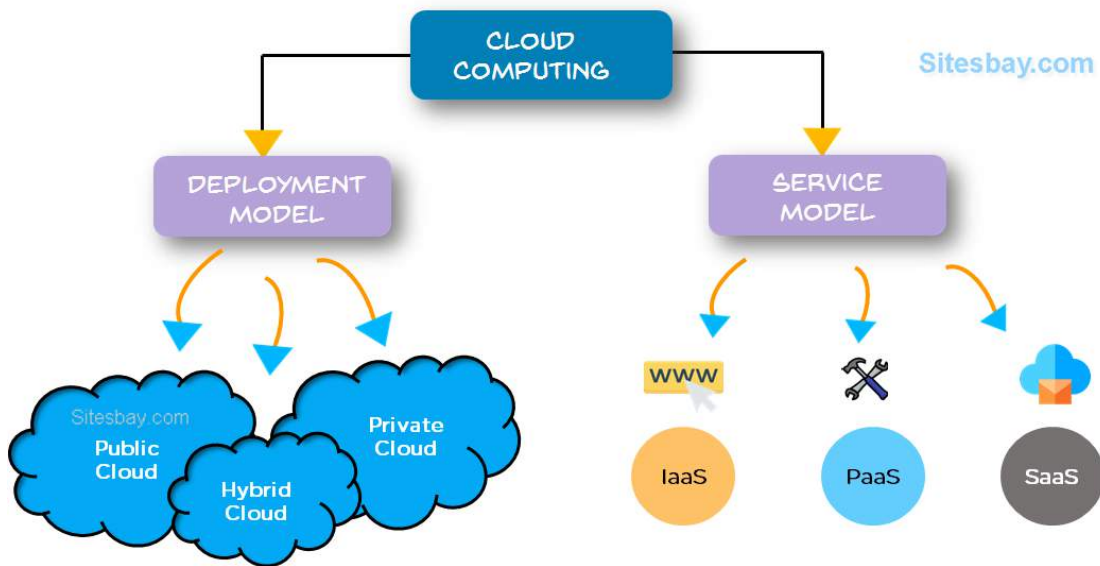 CLOUD
COMPUTING
Sitesbay.com
DEPLOYMENT
MODEL
SERVICE
MODEL
WWW
Sitesbay.com
Public
Cloud
Private
Cloud
Hybrid
Cloud
IaaS
PaaS
SaaS